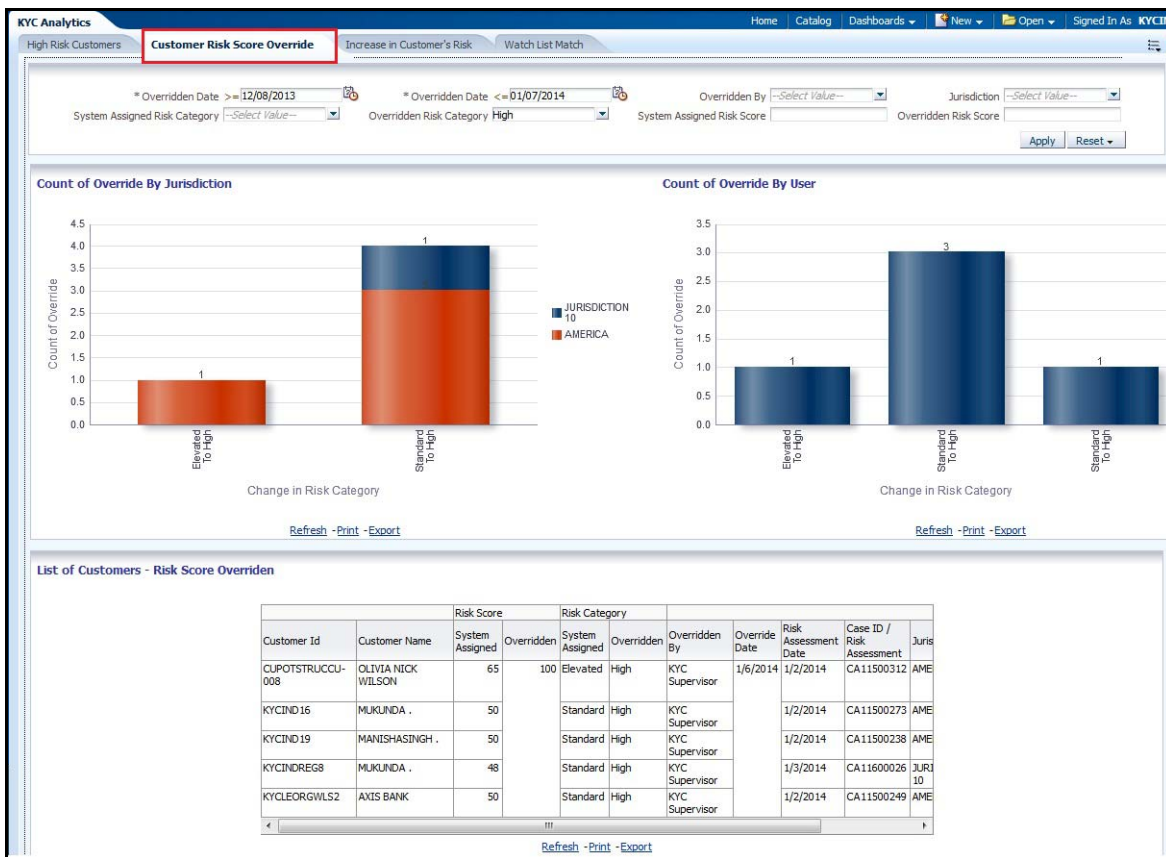 KYC Analytics
Home Catalog Dashboards New Open Signed In As
High Risk Customers Customer Risk Score Override Increase in Customer's Risk Watch List Match
* Overridden Date >= 12/08/2013 * Overridden Date <= 01/07/2014 Overridden By --Select Value-- Jurisdiction --Select Value--
System Assigned Risk Category --Select Value-- Overridden Risk Category High System Assigned Risk Score Overridden Risk Score
Apply Reset
Count of Override By Jurisdiction
4.5
4.0
3.5
3.0
2.5
2.0
1.5
1.0
0.5
0.0
Count of Override
1
1
Elevated To High
Standard To High
Change in Risk Category
JURISDICTION 10
AMERICA
Refresh - Print - Export
Count of Override By User
3.5
3.0
2.5
2.0
1.5
1.0
0.5
0.0
Count of Override
1
3
1
Elevated To High
Standard To High
Standard To High
Change in Risk Category
Refresh - Print - Export
List of Customers - Risk Score Overriden
Risk Score Risk Category
Customer Id Customer Name System Assigned Overridden System Assigned Overridden Overridden By Override Date Risk Assessment Date Case ID / Risk Assessment Juris
CUPOTSTRUCCU-008 OLIVIA NICK WILSON 65 100 Elevated High KYC Supervisor 1/6/2014 1/2/2014 CA11500312 AME
KYCIND16 MUKUNDA . 50 Standard High KYC Supervisor 1/2/2014 CA11500273 AME
KYCIND19 MANISHASINGH . 50 Standard High KYC Supervisor 1/2/2014 CA11500238 AME
KYCINDREG8 MUKUNDA . 48 Standard High KYC Supervisor 1/3/2014 CA11600026 JURI 10
KYCLEORGWLS2 AXIS BANK 50 Standard High KYC Supervisor 1/2/2014 CA11500249 AME
Refresh - Print - Export